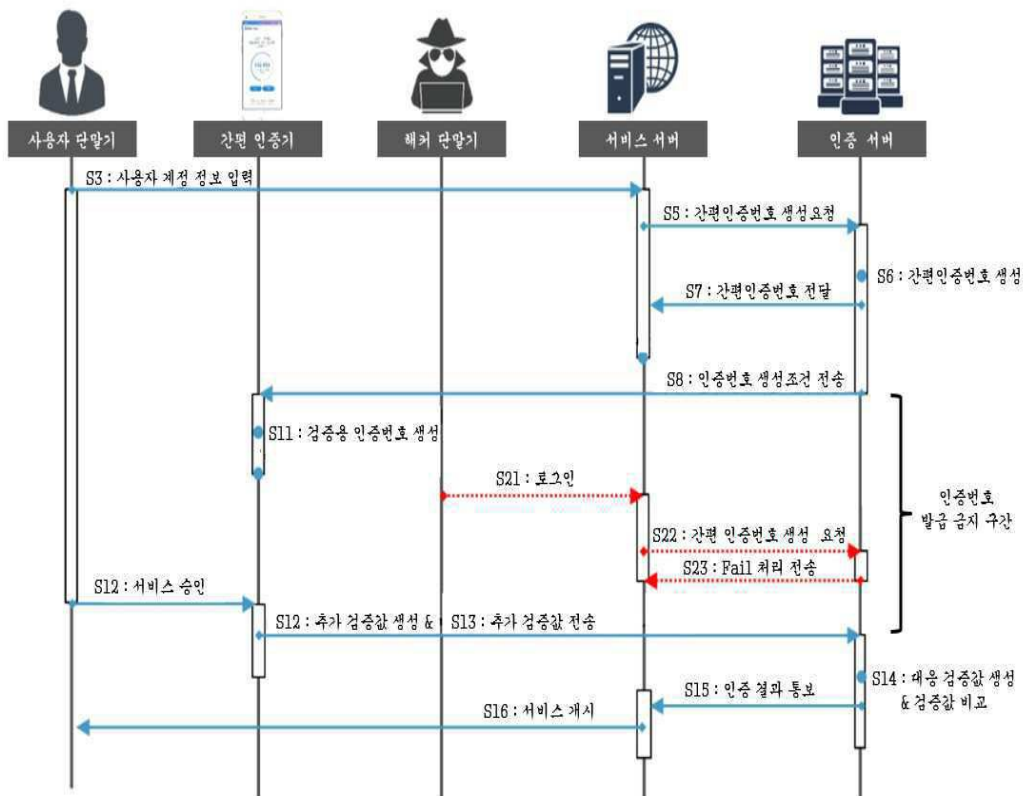 사용자 단말기
간편 인증기
해커 단말기
서비스 서버
인증 서버
S3 : 사용자 계정 정보 입력
S5 : 간편인증번호 생성요청
S6 : 간편인증번호 생성
S7 : 간편인증번호 전달
S8 : 인증번호 생성조건 전송
S11 : 검증용 인증번호 생성
S21 : 로그인
인증번호
발급 금지 구간
S22 : 간편 인증번호 생성 요청
S23 : Fail 처리 전송
S12 : 서비스 승인
S12 : 추가 검증값 생성 & S13 : 추가 검증값 전송
S14 : 대응 검증값 생성
& 검증값 비교
S15 : 인증 결과 통보
S16 : 서비스 개시